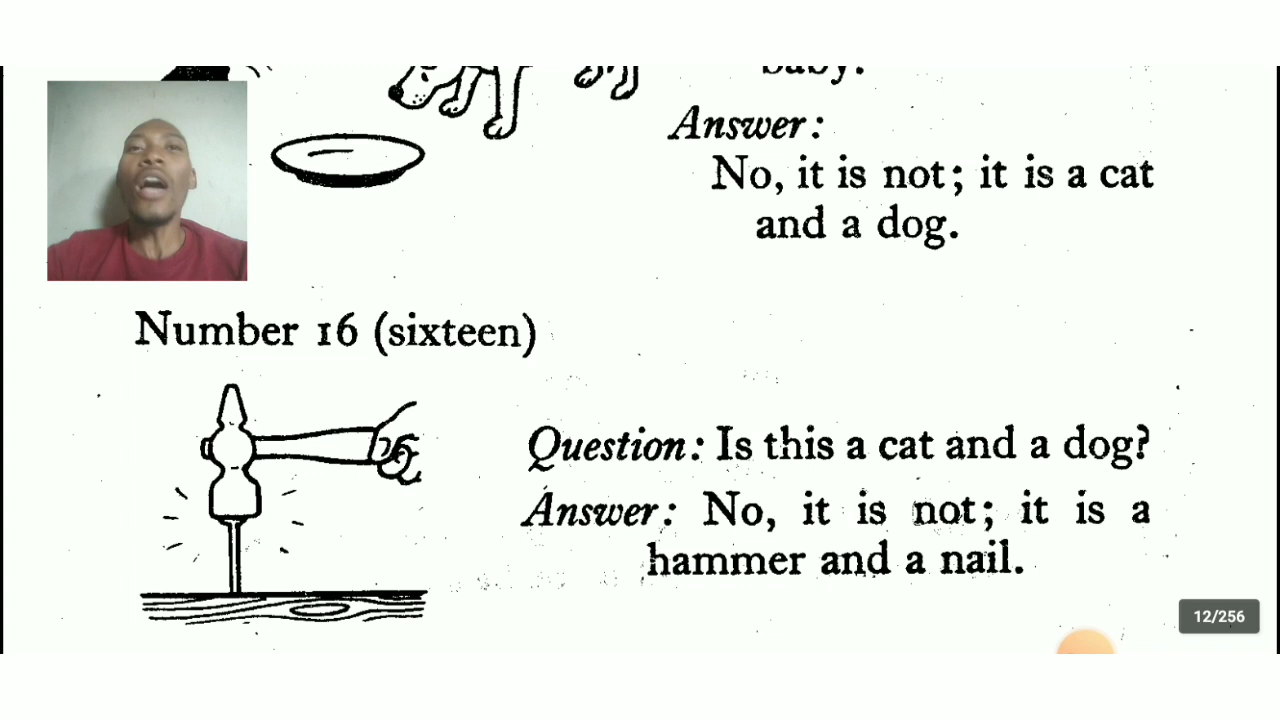 baby?
Answer:
No, it is not; it is a cat
and a dog.
Number 16 (sixteen)
Question: Is this a cat and a dog?
Answer: No, it is not; it is a
hammer and a nail.
12/256